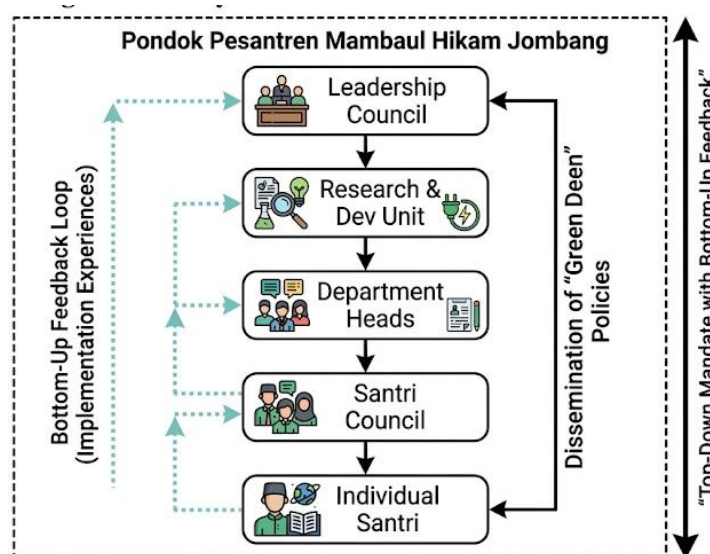 Pondok Pesantren Mambaul Hikam Jombang
Leadership
Council
Research &
Dev Unit
Department
Heads
Santri
Council
Individual
Santri
Bottom-Up Feedback Loop
(Implementation Experiences)
Dissemination of “Green Deen”
Policies
“Top-Down Mandate with Bottom-Up Feedback”